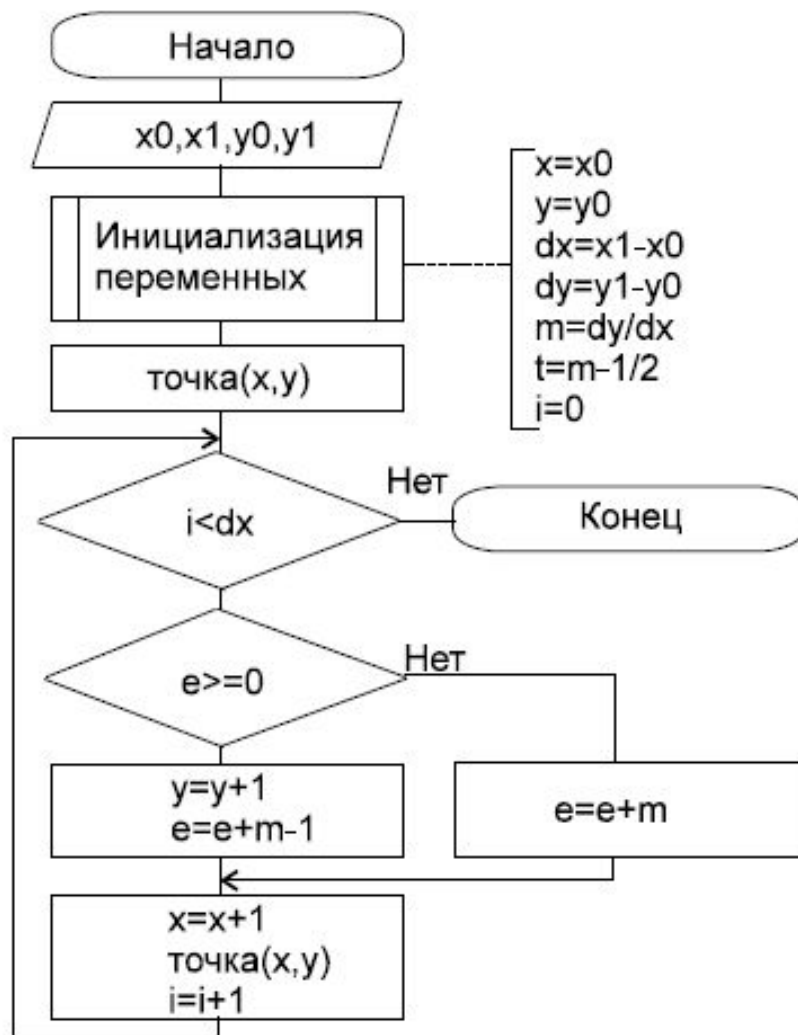 Начало
x0,x1,y0,y1
Инициализация
переменных
x=x0
y=y0
dx=x1-x0
dy=y1-y0
m=dy/dx
t=m-1/2
i=0
точка(x,y)
i<dx
Нет
Конец
e>=0
Нет
y=y+1
e=e+m-1
e=e+m
x=x+1
точка(x,y)
i=i+1